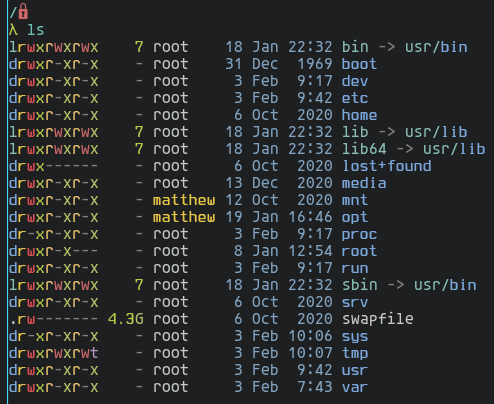 /
λ ls
lrwxrwxrwx    7 root    18 Jan 22:32 bin -> usr/bin
drwxr-xr-x    - root    31 Dec  1969 boot
drwxr-xr-x    - root     3 Feb  9:17 dev
drwxr-xr-x    - root     3 Feb  9:42 etc
drwxr-xr-x    - root     6 Oct  2020 home
lrwxrwxrwx    7 root    18 Jan 22:32 lib -> usr/lib
lrwxrwxrwx    7 root    18 Jan 22:32 lib64 -> usr/lib
drwx------    - root     6 Oct  2020 lost+found
drwxr-xr-x    - root    13 Dec  2020 media
drwxr-xr-x    - matthew 12 Oct  2020 mnt
drwxr-xr-x    - matthew 19 Jan 16:46 opt
dr-xr-xr-x    - root     3 Feb  9:17 proc
drwxr-x---    - root     8 Jan 12:54 root
drwxr-xr-x    - root     3 Feb  9:17 run
lrwxrwxrwx    7 root    18 Jan 22:32 sbin -> usr/bin
drwxr-xr-x    - root     6 Oct  2020 srv
.rw------- 4.3G root     6 Oct  2020 swapfile
dr-xr-xr-x    - root     3 Feb 10:06 sys
drwxrwxrwt    - root     3 Feb 10:07 tmp
drwxr-xr-x    - root     3 Feb  9:42 usr
drwxr-xr-x    - root     3 Feb  7:43 var